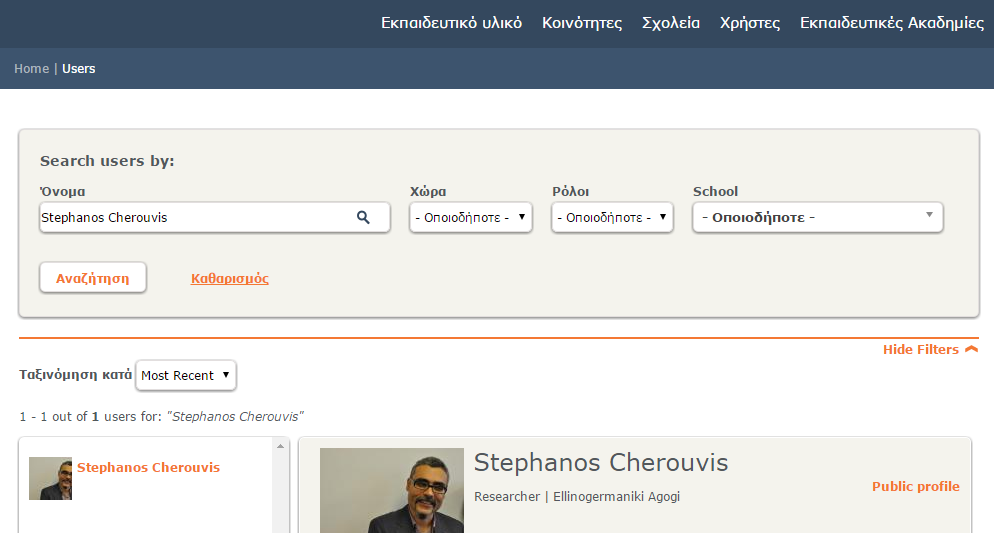 Εκπαιδευτικό υλικό Κοινότητες Σχολεία Χρήστες Εκπαιδευτικές Ακαδημίες
Home | Users
Search users by:
Όνομα Χώρα Ρόλοι School
Stephanos Cherouvis - Οποιοδήποτε - - Οποιοδήποτε - - Οποιοδήποτε -
Αναζήτηση Καθαρισμός
Hide Filters
Ταξινόμηση κατά Most Recent
1 - 1 out of 1 users for: "Stephanos Cherouvis"
Stephanos Cherouvis
Stephanos Cherouvis
Public profile
Researcher | Ellinogermaniki Agogi